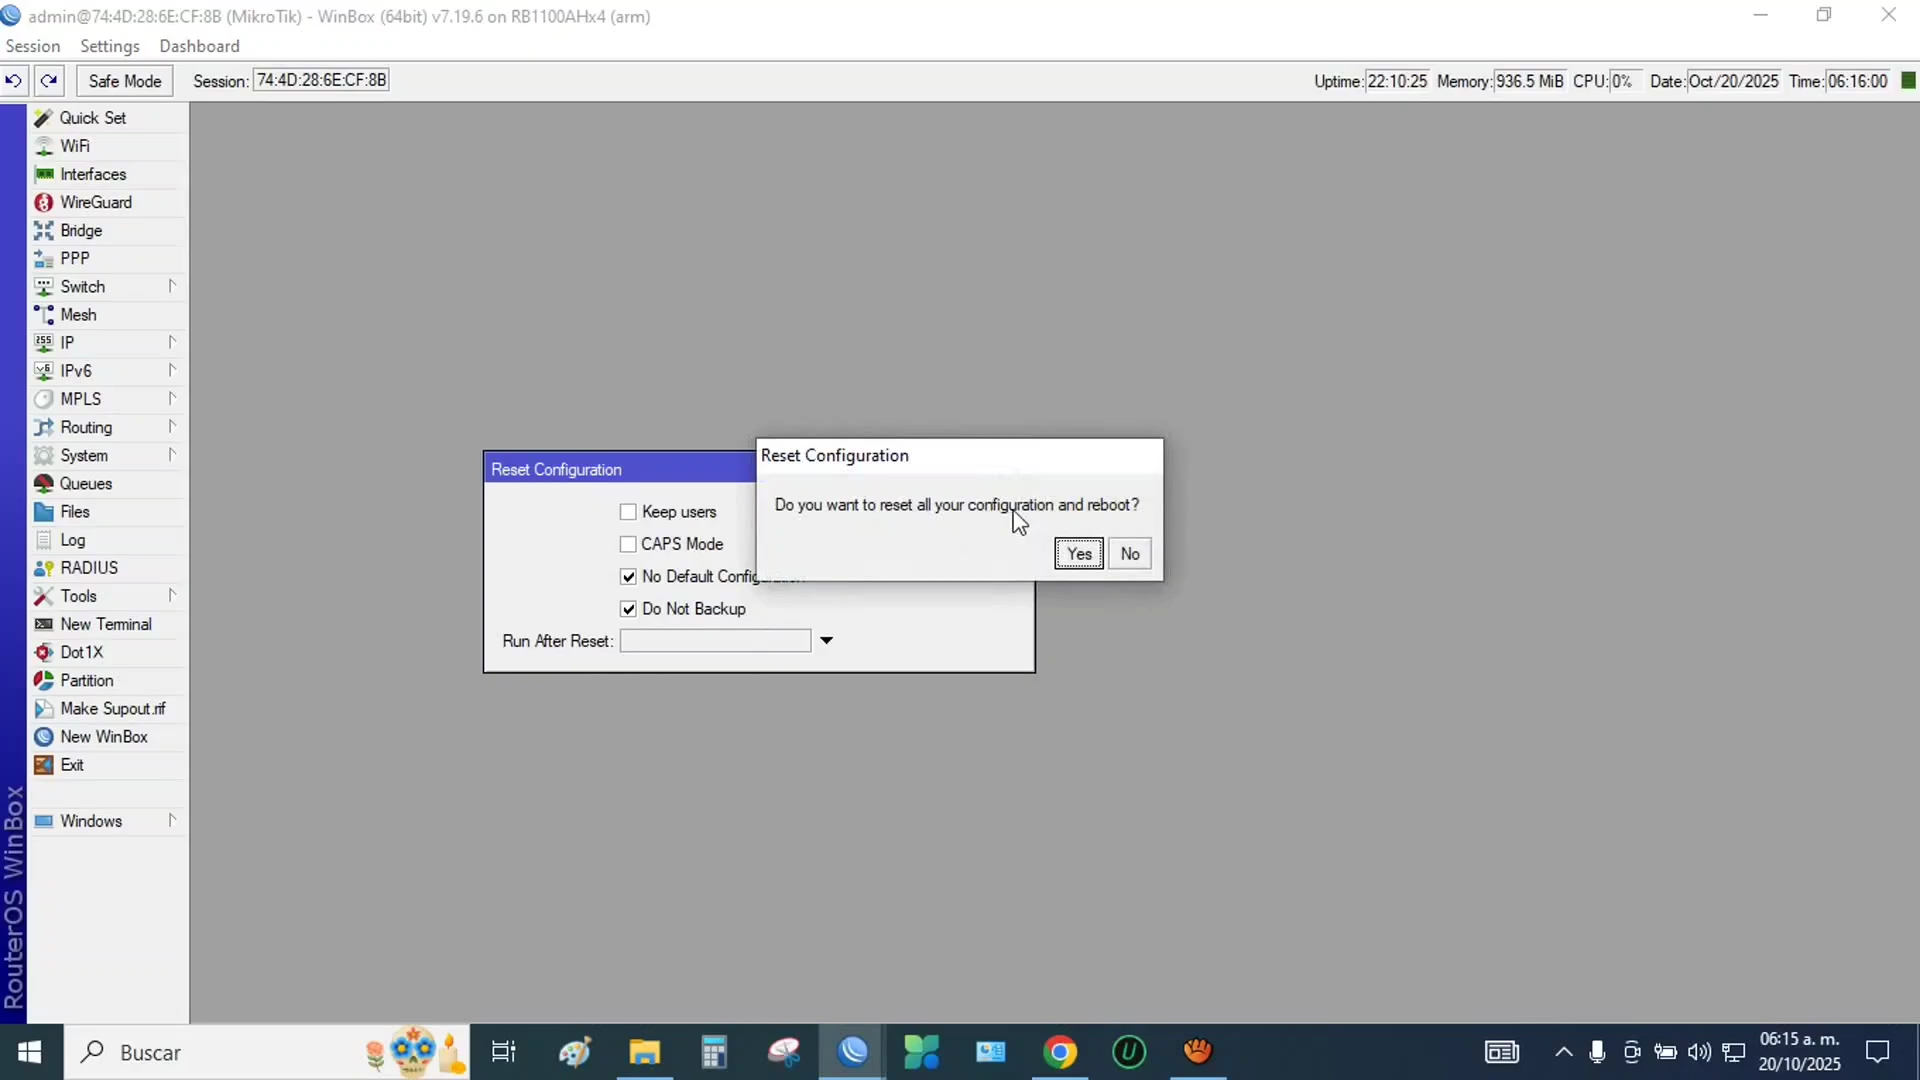 admin@74:4D:28:6E:CF:8B (MikroTik) - WinBox (64bit) v7.19.6 on RB1100AHx4 (arm)
Session Settings Dashboard
Safe Mode Session: 74:4D:28:6E:CF:8B Uptime: 22:10:25 Memory: 936.5 MiB CPU: 0% Date: Oct/20/2025 Time: 06:16:00
Quick Set
WiFi
Interfaces
WireGuard
Bridge
PPP
Switch
Mesh
IP
IPv6
MPLS
Routing
System
Queues
Files
Log
RADIUS
Tools
New Terminal
Dot1X
Partition
Make Supout.rif
New WinBox
Exit
Windows
RouterOS WinBox
Reset Configuration
Keep users
CAPS Mode
No Default Configuration
Do Not Backup
Run After Reset:
Reset Configuration
Do you want to reset all your configuration and reboot?
Yes No
Buscar
06:15 a. m.
20/10/2025